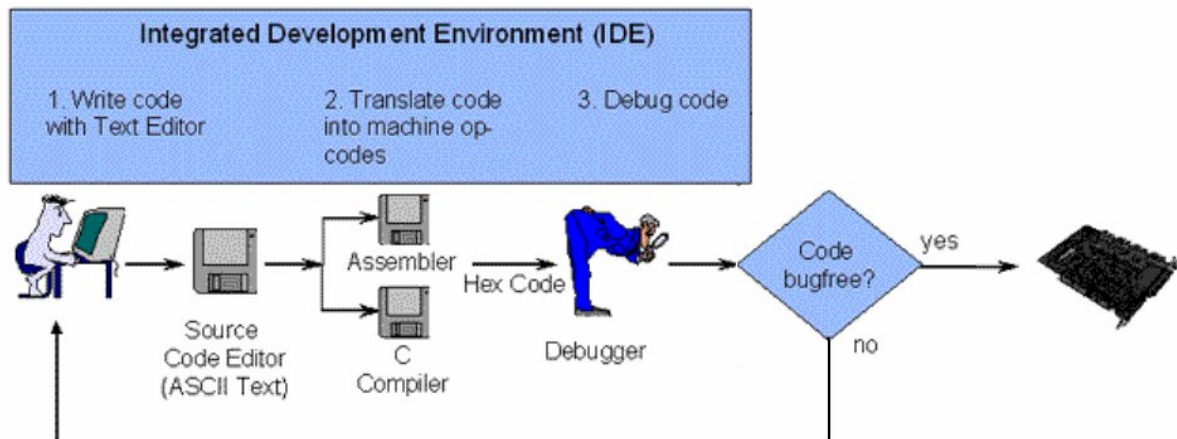 Integrated Development Environment (IDE)
1. Write code
with Text Editor
2. Translate code
into machine op-
codes
3. Debug code
Source
Code Editor
(ASCII Text)
Assembler
C
Compiler
Hex Code
Debugger
Code
bugfree?
yes
no